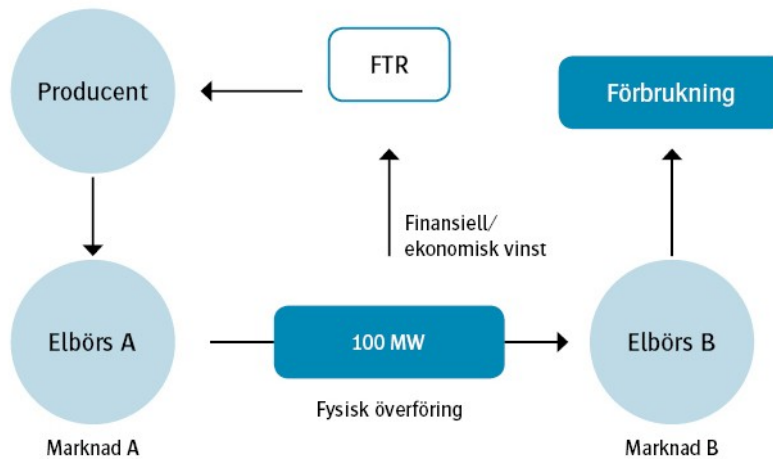 Producent
FTR
Förbrukning
Finansiell/
ekonomisk vinst
Elbörs A
100 MW
Elbörs B
Fysisk överföring
Marknad A
Marknad B